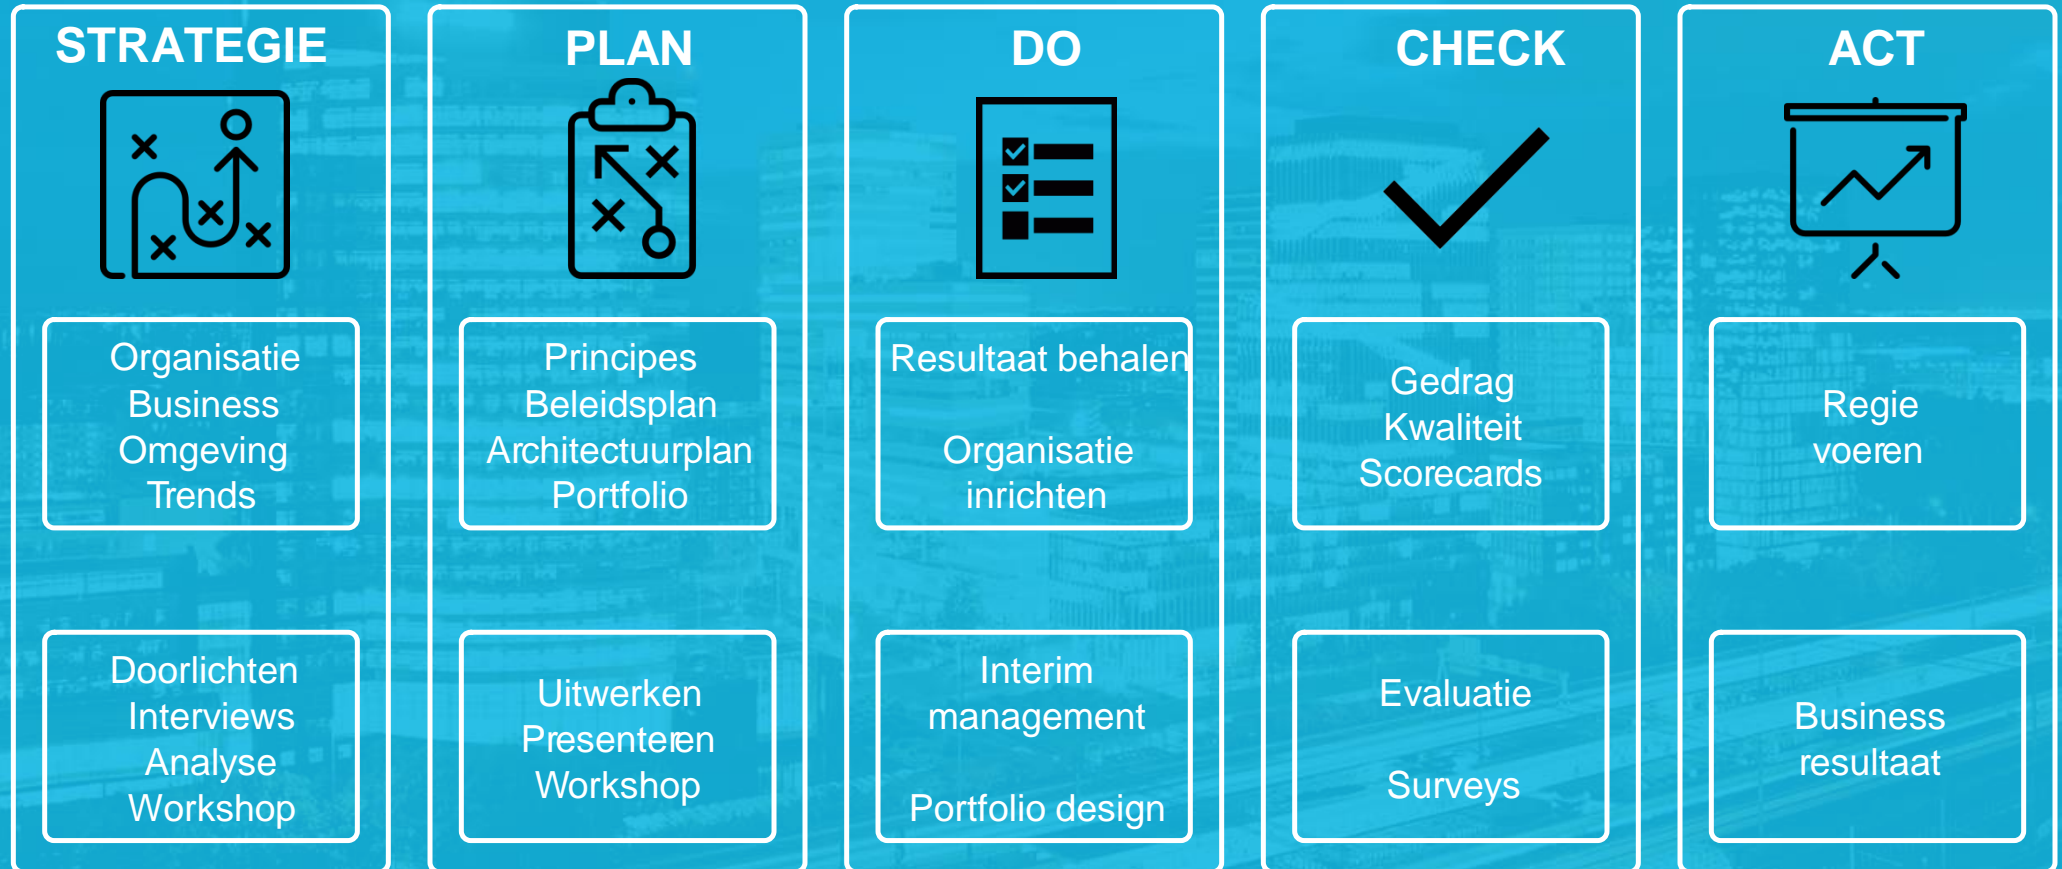 STRATEGIE
Organisatie
Business
Omgeving
Trends
Doorlichten
Interviews
Analyse
Workshop
PLAN
Principes
Beleidsplan
Architectuurplan
Portfolio
Uitwerken
Presenteren
Workshop
DO
Resultaat behalen
Organisatie
inrichten
Interim
management
Portfolio design
CHECK
Gedrag
Kwaliteit
Scorecards
Evaluatie
Surveys
ACT
Regie
voeren
Business
resultaat